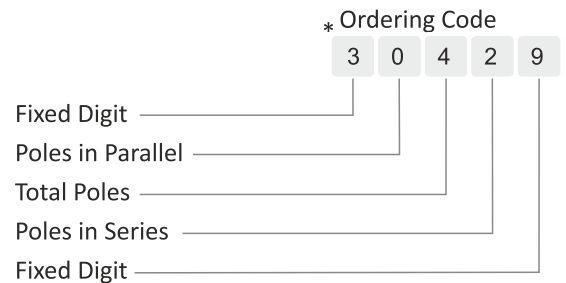 * Ordering Code
3 0 4 2 9
Fixed Digit
Poles in Parallel
Total Poles
Poles in Series
Fixed Digit